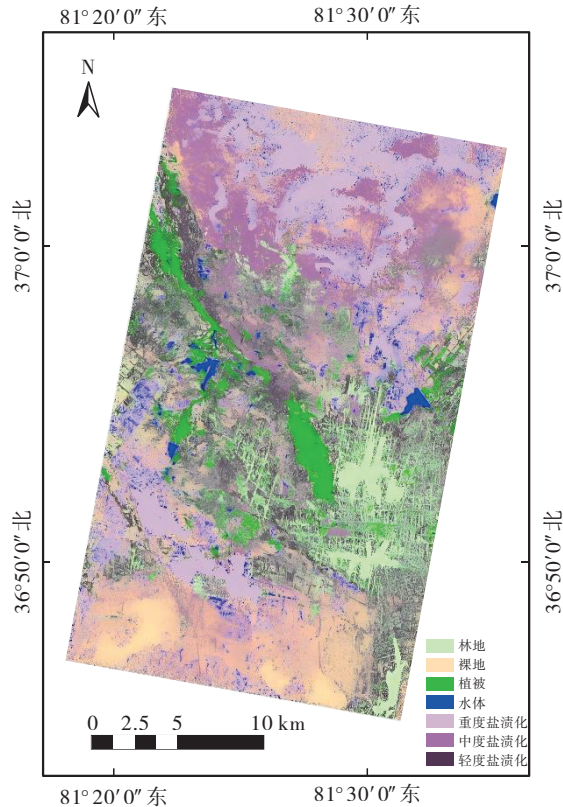 81°20′0″东
81°30′0″东
N
37°0′0″北
37°0′0″北
36°50′0″北
36°50′0″北
林地
裸地
植被
水体
重度盐渍化
中度盐渍化
轻度盐渍化
0 2.5 5 10 km
81°20′0″东
81°30′0″东